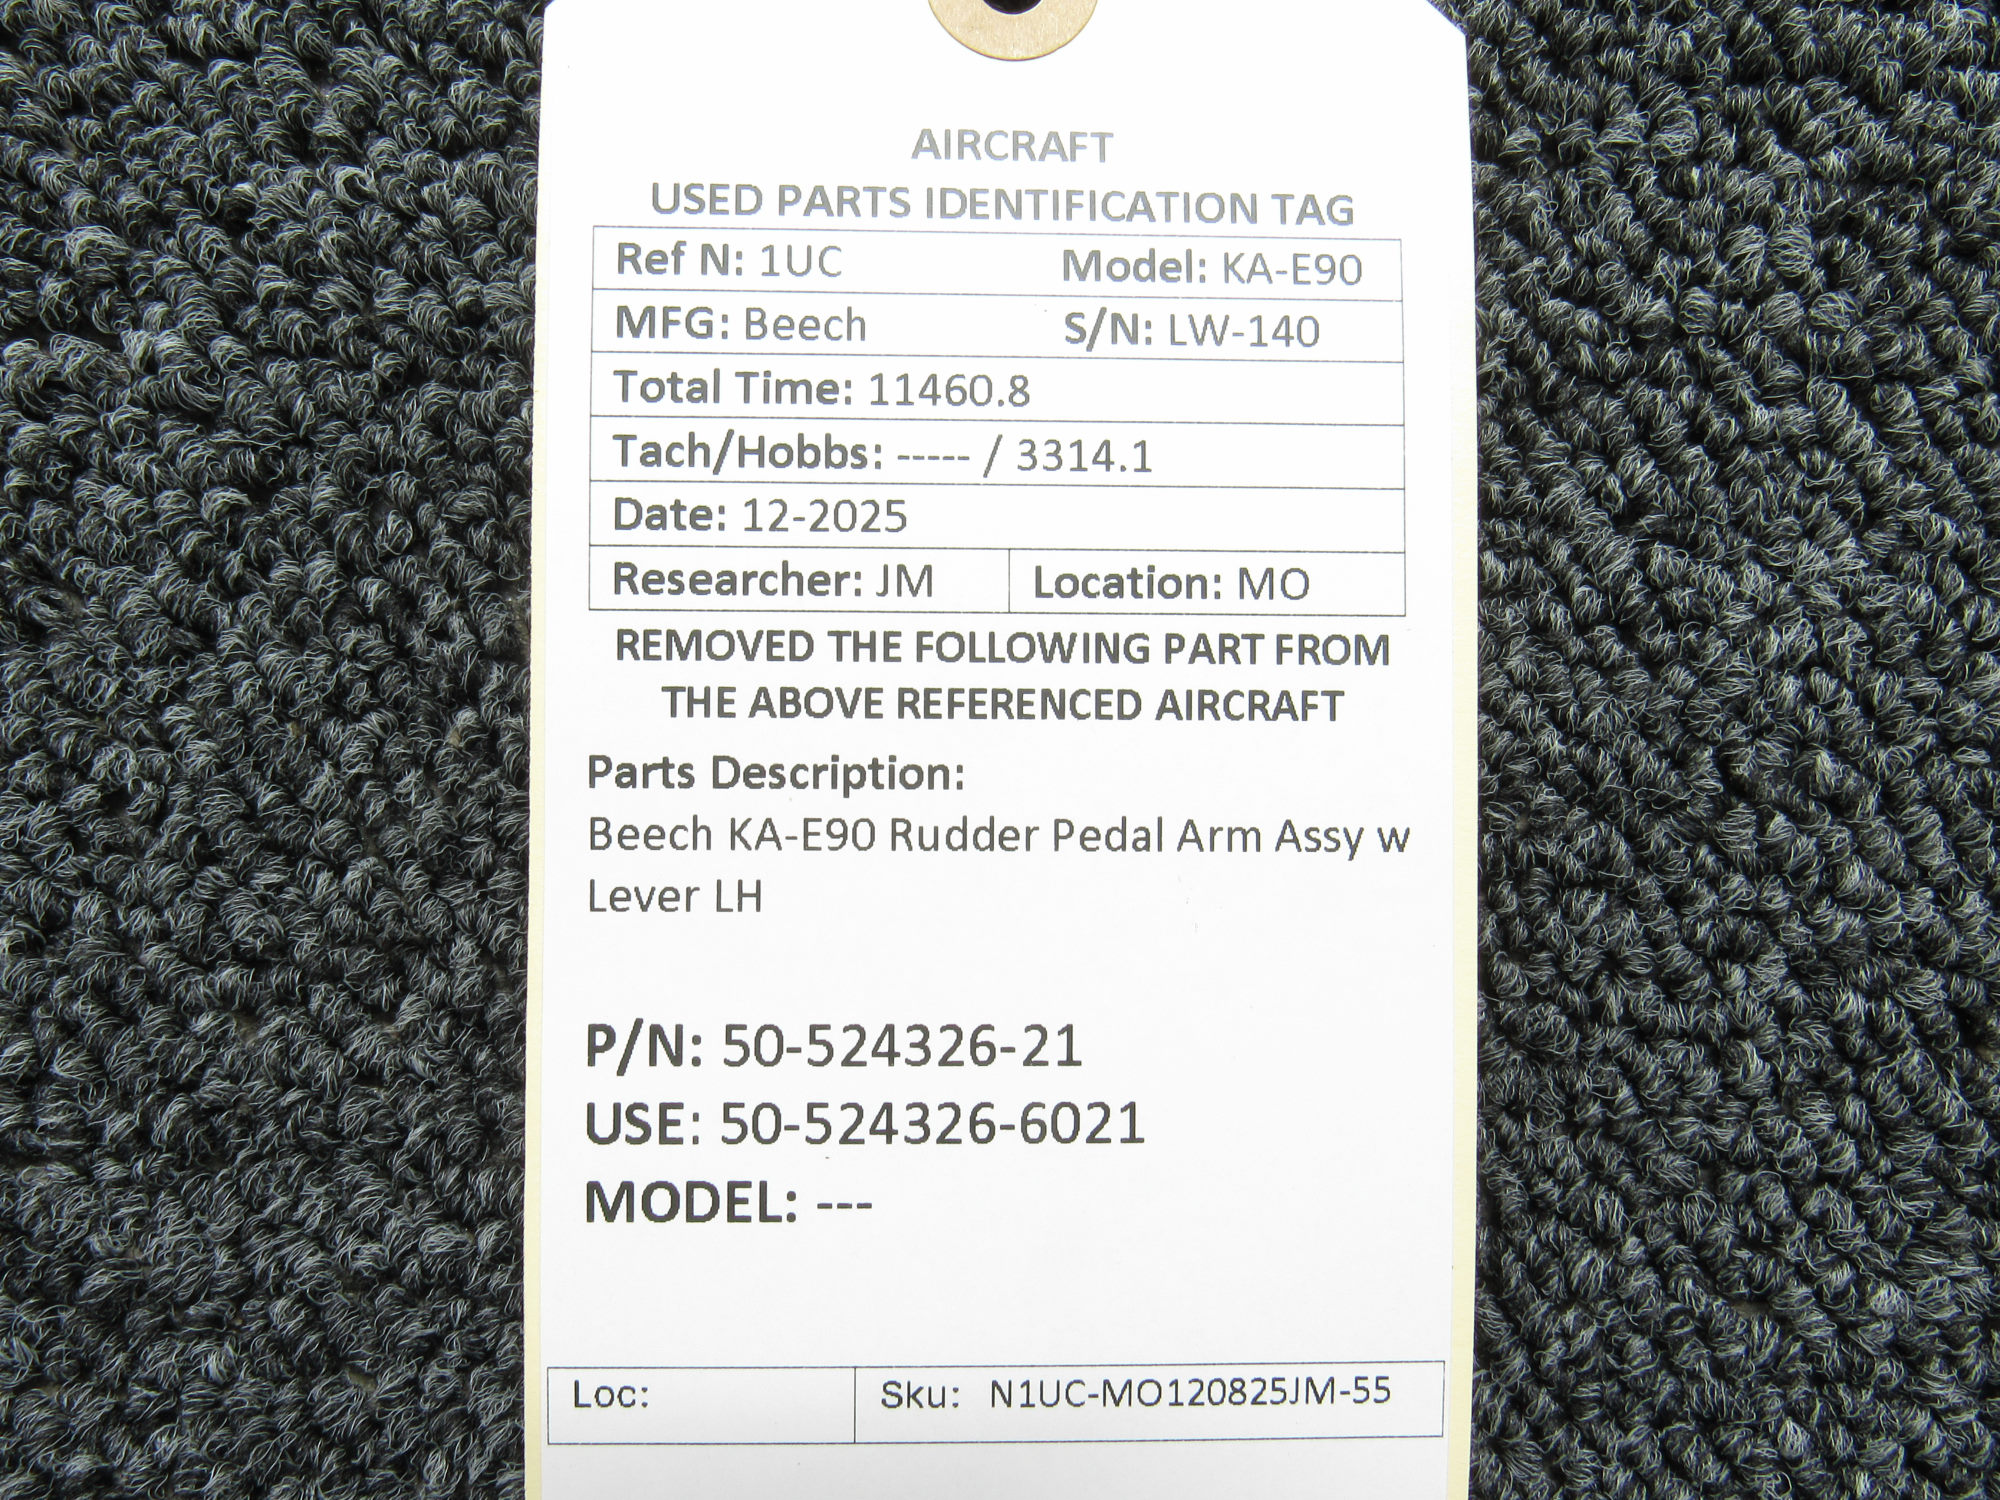 AIRCRAFT
USED PARTS IDENTIFICATION TAG
Ref N: 1UC Model: KA-E90
MFG: Beech S/N: LW-140
Total Time: 11460.8
Tach/Hobbs: ----- / 3314.1
Date: 12-2025
Researcher: JM Location: MO
REMOVED THE FOLLOWING PART FROM
THE ABOVE REFERENCED AIRCRAFT
Parts Description:
Beech KA-E90 Rudder Pedal Arm Assy w
Lever LH
P/N: 50-524326-21
USE: 50-524326-6021
MODEL: ---
Loc: Sku: N1UC-MO120825JM-55